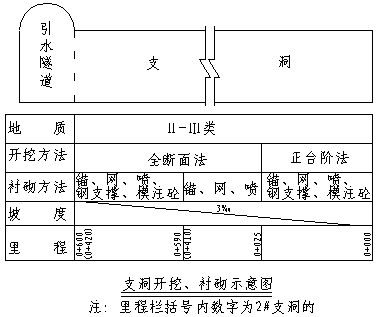 引水隧道
支 洞
地 质 II-III类
开挖方法 全断面法 正台阶法
衬砌方法 锚、网、喷、钢支撑、模注砼 锚、网、喷 锚、网、喷、钢支撑、模注砼
坡 度 3‰
里 程 0+600 (0+420) 0+590 (0+410) 0+025 0+000
支洞开挖、衬砌示意图
注: 里程栏括号内数字为2#支洞的